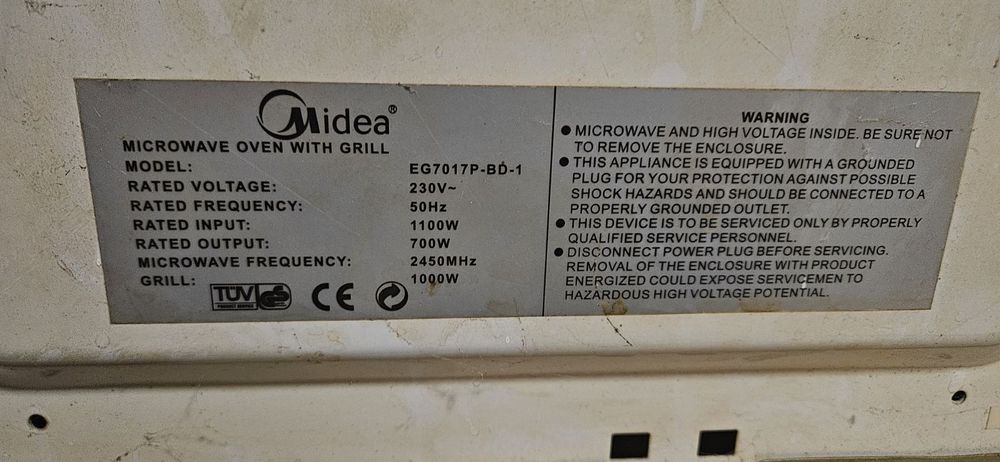 Midea®
MICROWAVE OVEN WITH GRILL
MODEL: EG7017P-BD-1
RATED VOLTAGE: 230V~
RATED FREQUENCY: 50Hz
RATED INPUT: 1100W
RATED OUTPUT: 700W
MICROWAVE FREQUENCY: 2450MHz
GRILL: 1000W
TÜV
PRODUCT SERVICE
GS
CE
WARNING
● MICROWAVE AND HIGH VOLTAGE INSIDE. BE SURE NOT
TO REMOVE THE ENCLOSURE.
● THIS APPLIANCE IS EQUIPPED WITH A GROUNDED
PLUG FOR YOUR PROTECTION AGAINST POSSIBLE
SHOCK HAZARDS AND SHOULD BE CONNECTED TO A
PROPERLY GROUNDED OUTLET.
● THIS DEVICE IS TO BE SERVICED ONLY BY PROPERLY
QUALIFIED SERVICE PERSONNEL.
● DISCONNECT POWER PLUG BEFORE SERVICING.
REMOVAL OF THE ENCLOSURE WITH PRODUCT
ENERGIZED COULD EXPOSE SERVICEMEN TO
HAZARDOUS HIGH VOLTAGE POTENTIAL.